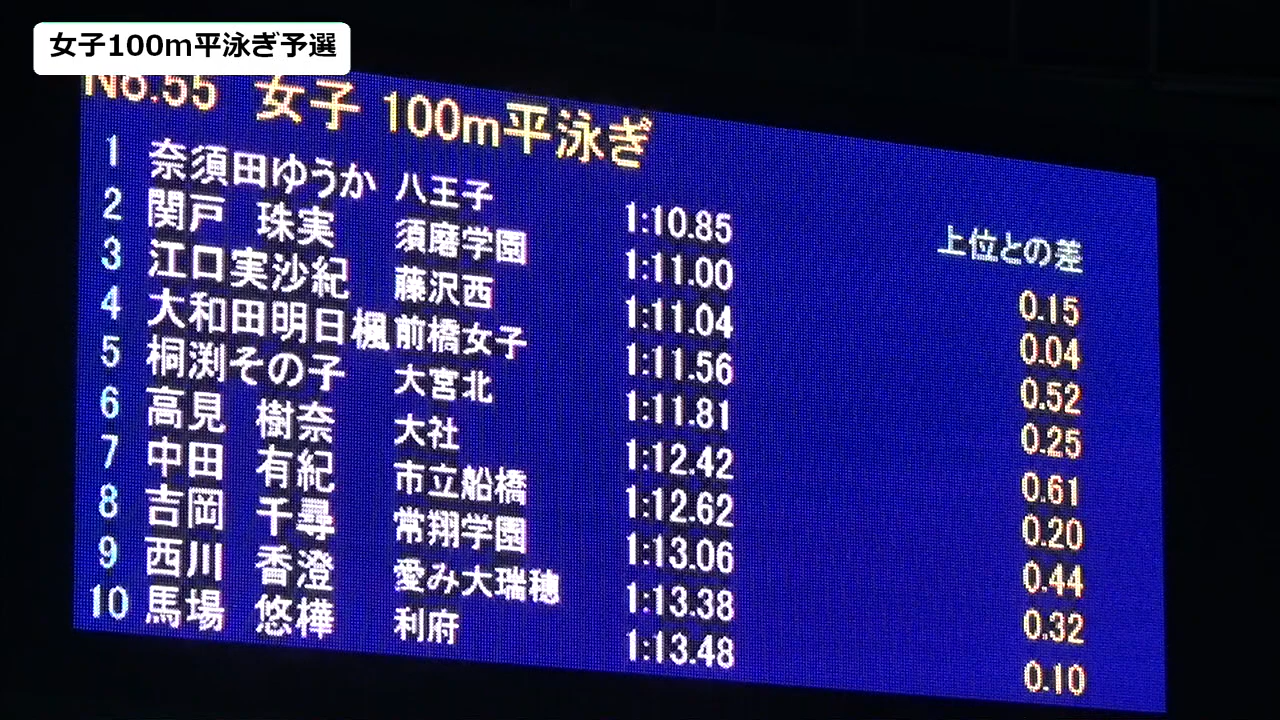 女子100m平泳ぎ予選
No.55 女子 100m平泳ぎ
上位との差
1 奈須田ゆうか 八王子 1:10.85
2 関戸 珠実 須磨学園 1:11.00 0.15
3 江口実沙紀 藤沢西 1:11.04 0.04
4 大和田明日楓 前橋女子 1:11.56 0.52
5 桐渕その子 大宮北 1:11.81 0.25
6 高見 樹奈 大社 1:12.42 0.61
7 中田 有紀 市立船橋 1:12.62 0.20
8 吉岡 千尋 常翔学園 1:13.06 0.44
9 西川 香澄 愛み大瑞穂 1:13.38 0.32
10 馬場 悠樺 利府 1:13.48 0.10